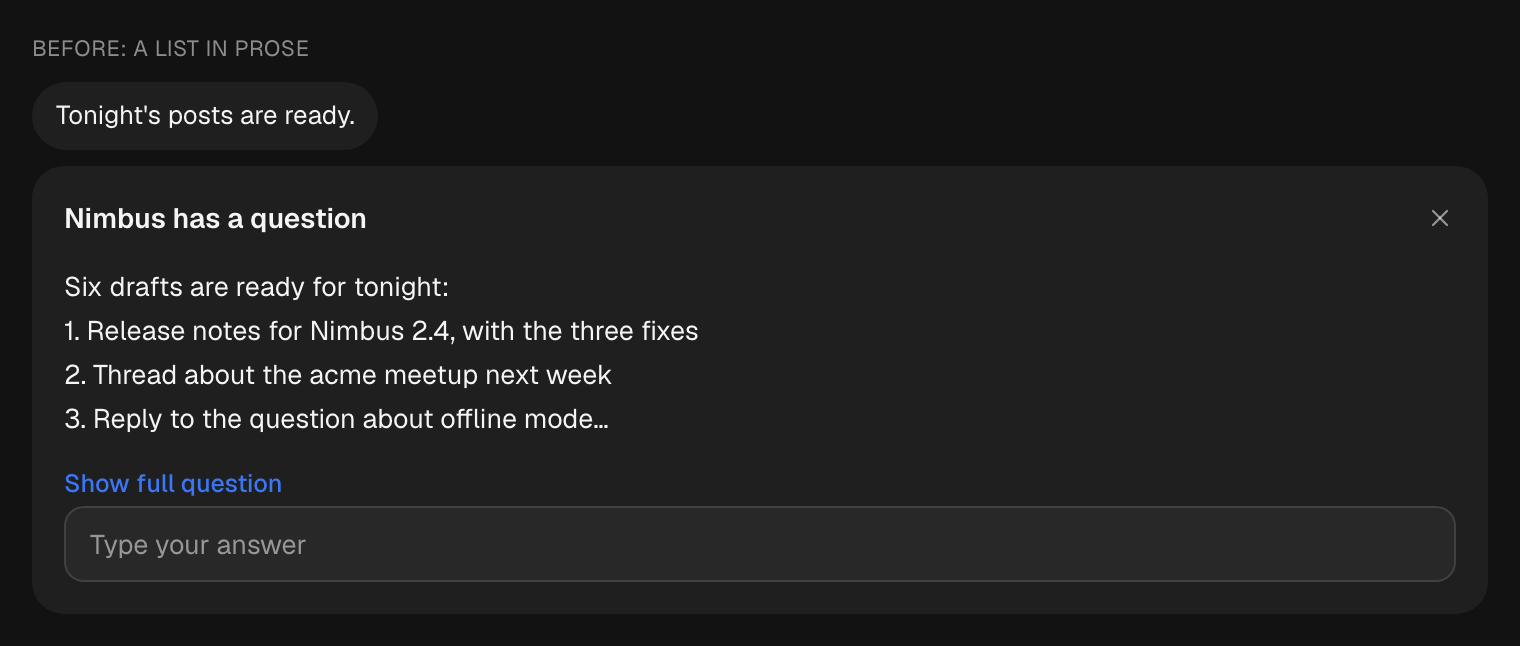 BEFORE: A LIST IN PROSE
Tonight's posts are ready.
Nimbus has a question
Six drafts are ready for tonight:
1. Release notes for Nimbus 2.4, with the three fixes
2. Thread about the acme meetup next week
3. Reply to the question about offline mode…
Show full question
Type your answer